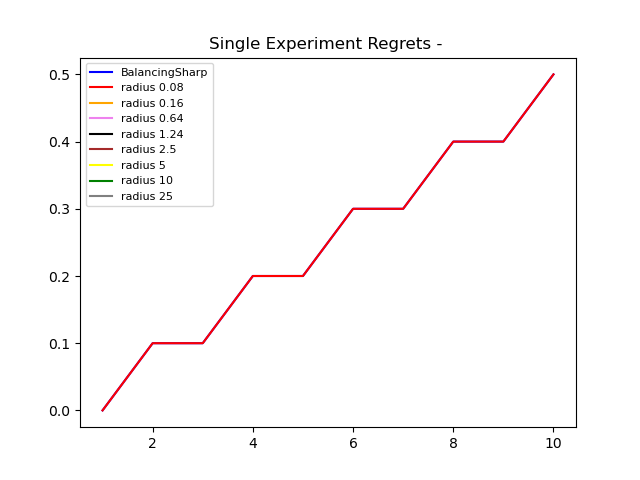 Single Experiment Regrets -
BalancingSharp
radius 0.08
radius 0.16
radius 0.64
radius 1.24
radius 2.5
radius 5
radius 10
radius 25
0.5
0.4
0.3
0.2
0.1
0.0
2 4 6 8 10